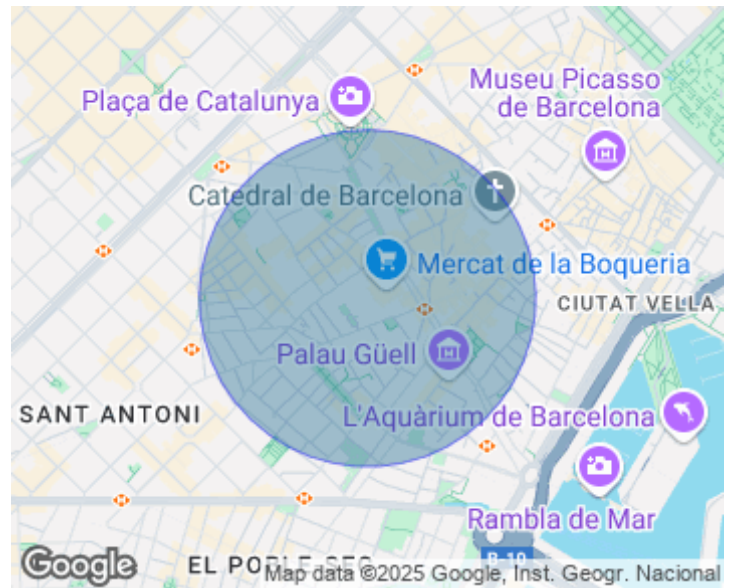 Museu Picasso
de Barcelona
Plaça de Catalunya
Catedral de Barcelona
Mercat de la Boqueria
CIUTAT VELLA
Palau Güell
SANT ANTONI
L'Aquàrium de Barcelona
Rambla de Mar
B-10
EL POBLE-SEC
Google
Map data ©2025 Google, Inst. Geogr. Nacional